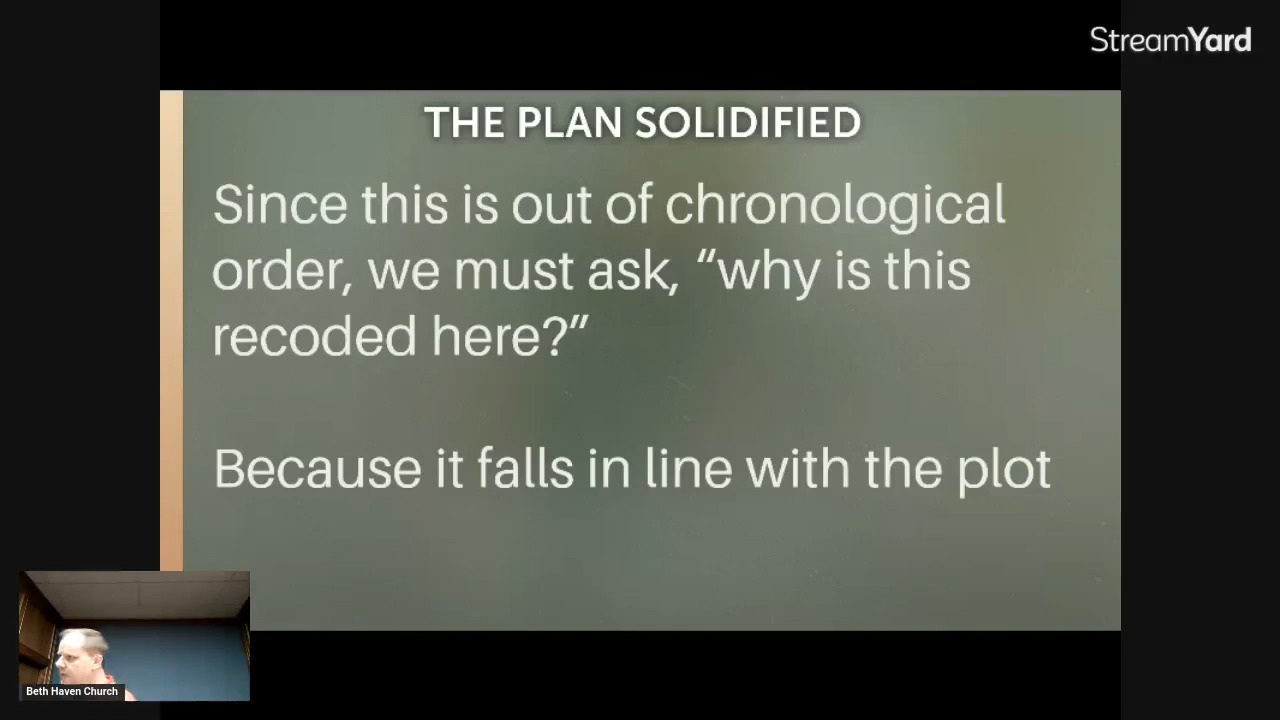 StreamYard
THE PLAN SOLIDIFIED
Since this is out of chronological
order, we must ask, “why is this
recoded here?”
Because it falls in line with the plot
Beth Haven Church